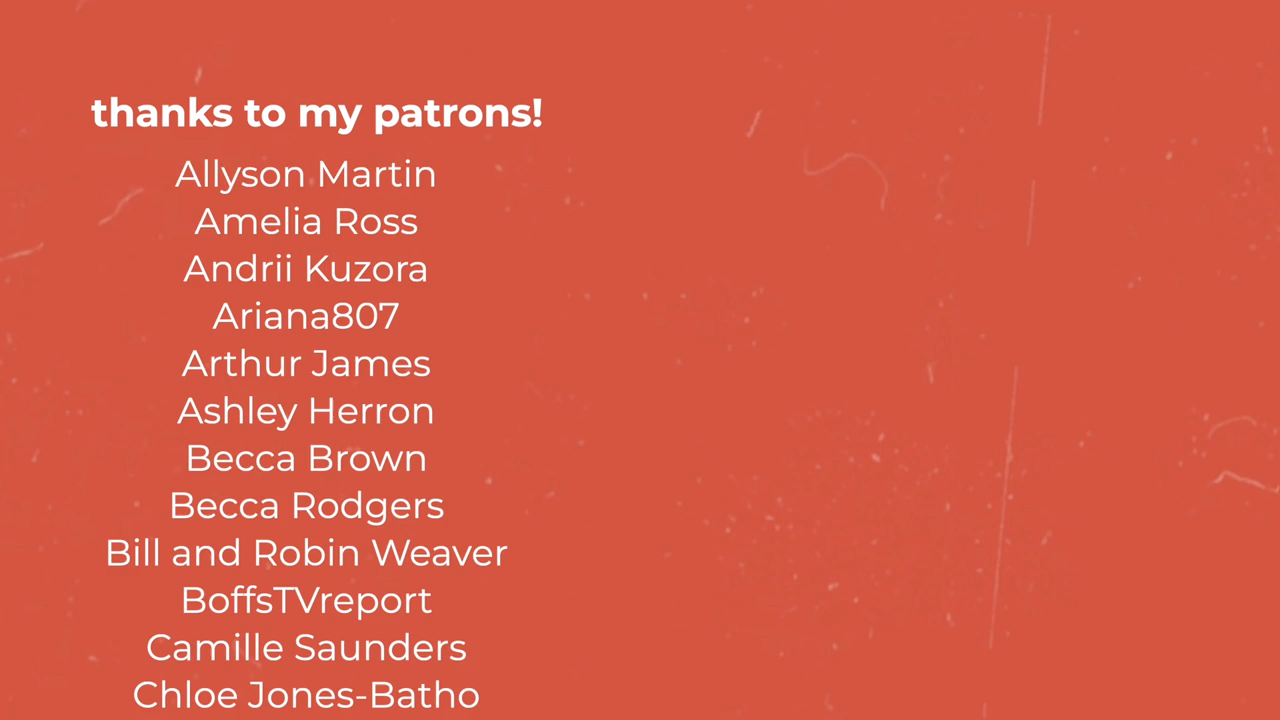 thanks to my patrons!
Allyson Martin
Amelia Ross
Andrii Kuzora
Ariana807
Arthur James
Ashley Herron
Becca Brown
Becca Rodgers
Bill and Robin Weaver
BoffsTVreport
Camille Saunders
Chloe Jones-Batho